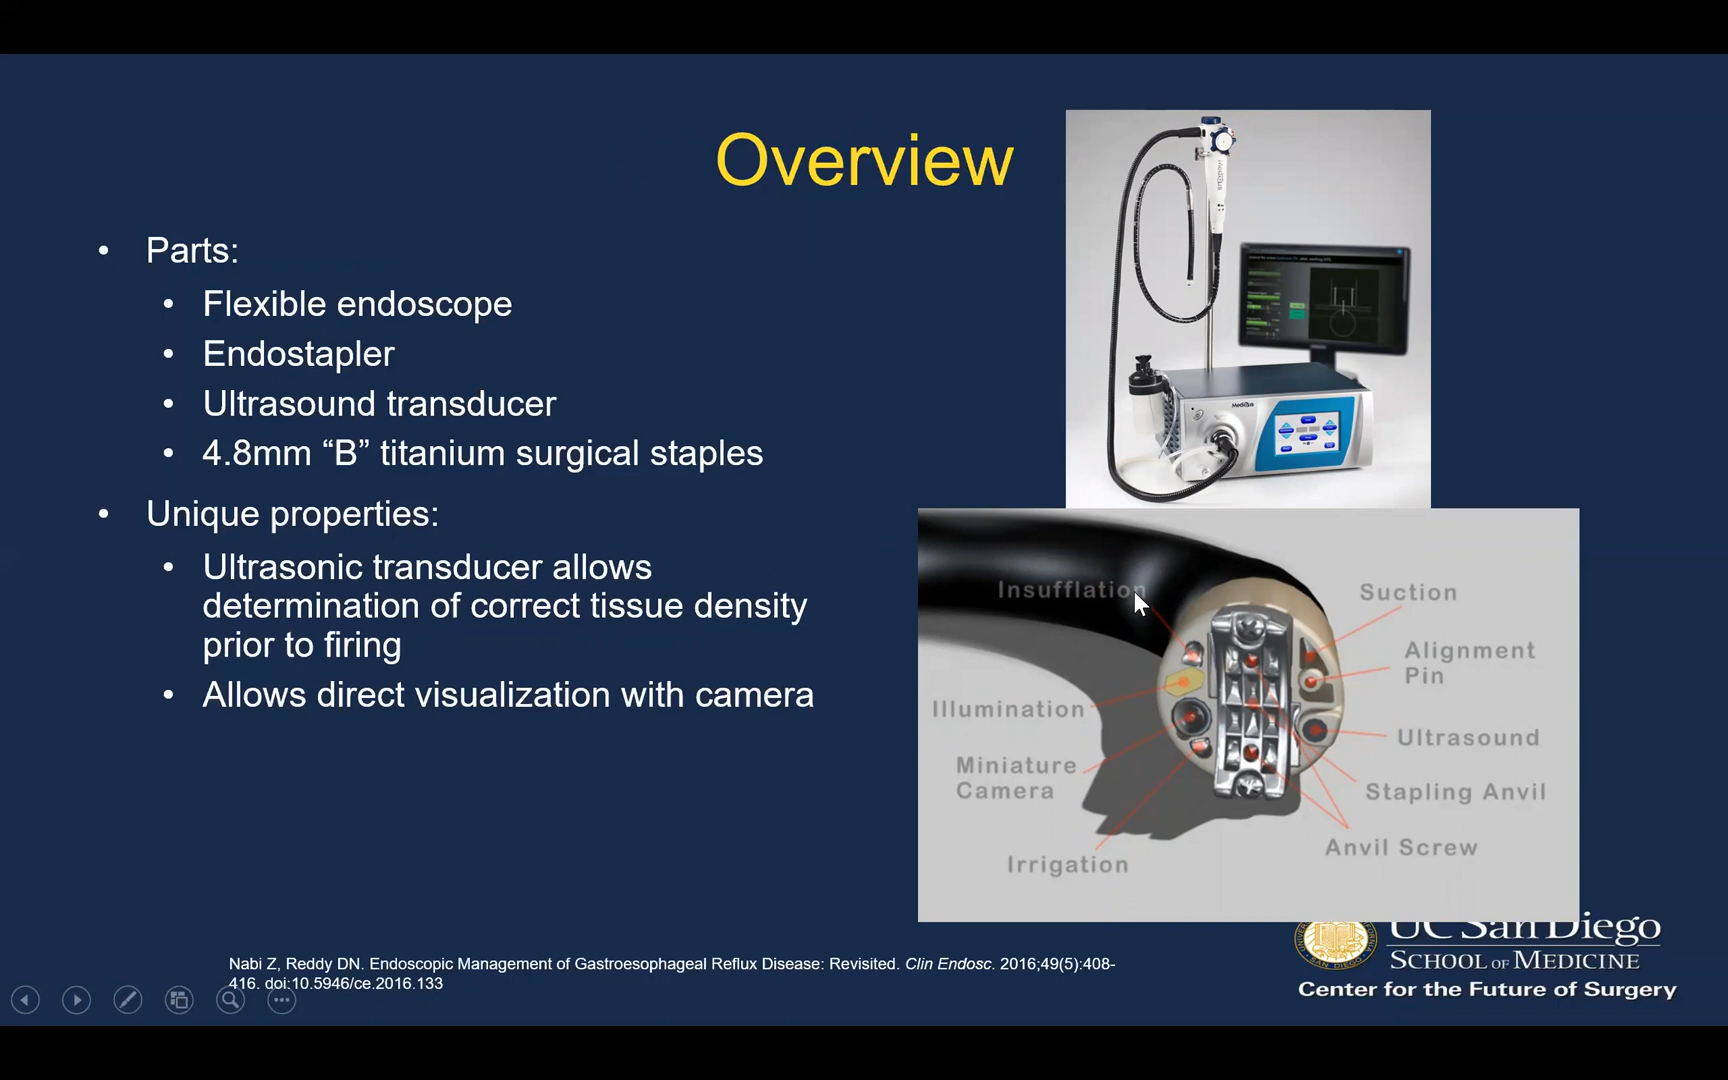 Overview
• Parts:
• Flexible endoscope
• Endostapler
• Ultrasound transducer
• 4.8mm “B” titanium surgical staples
• Unique properties:
• Ultrasonic transducer allows
determination of correct tissue density
prior to firing
• Allows direct visualization with camera
Medigus
Medigus
Insufflation
Suction
Alignment
Pin
Illumination
Ultrasound
Miniature
Camera
Stapling Anvil
Anvil Screw
Irrigation
Nabi Z, Reddy DN. Endoscopic Management of Gastroesophageal Reflux Disease: Revisited. Clin Endosc. 2016;49(5):408-
416. doi:10.5946/ce.2016.133
UC San Diego
SCHOOL OF MEDICINE
Center for the Future of Surgery